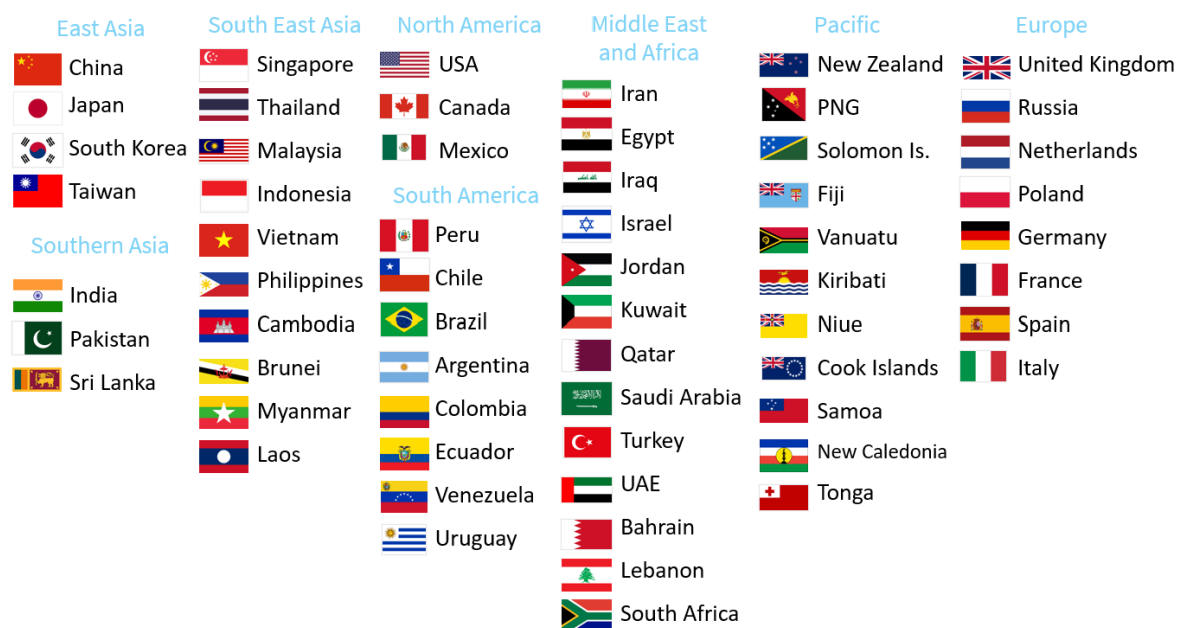 East Asia
China
Japan
South Korea
Taiwan
Southern Asia
India
Pakistan
Sri Lanka
South East Asia
Singapore
Thailand
Malaysia
Indonesia
Vietnam
Philippines
Cambodia
Brunei
Myanmar
Laos
North America
USA
Canada
Mexico
South America
Peru
Chile
Brazil
Argentina
Colombia
Ecuador
Venezuela
Uruguay
Middle East
and Africa
Iran
Egypt
Iraq
Israel
Jordan
Kuwait
Qatar
Saudi Arabia
Turkey
UAE
Bahrain
Lebanon
South Africa
Pacific
New Zealand
PNG
Solomon Is.
Fiji
Vanuatu
Kiribati
Niue
Cook Islands
Samoa
New Caledonia
Tonga
Europe
United Kingdom
Russia
Netherlands
Poland
Germany
France
Spain
Italy